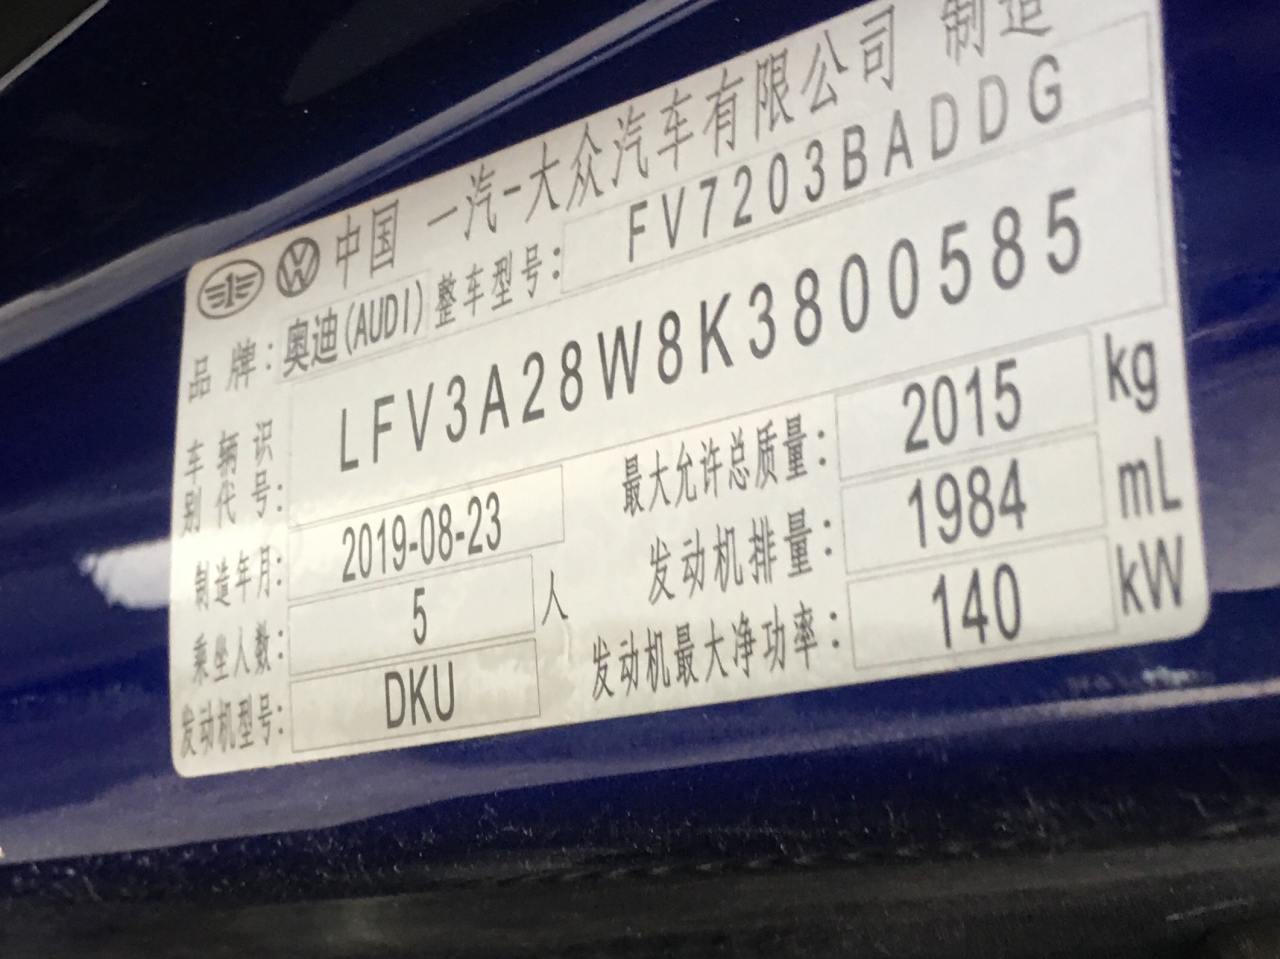 中国 一汽-大众汽车有限公司 制造
品 牌: 奥迪(AUDI) 整车型号: FV7203BADDG
车辆识别代号: LFV3A28W8K3800585
制造年月: 2019-08-23 最大允许总质量: 2015 kg
乘坐人数: 5 人 发动机排量: 1984 mL
发动机型号: DKU 发动机最大净功率: 140 kW